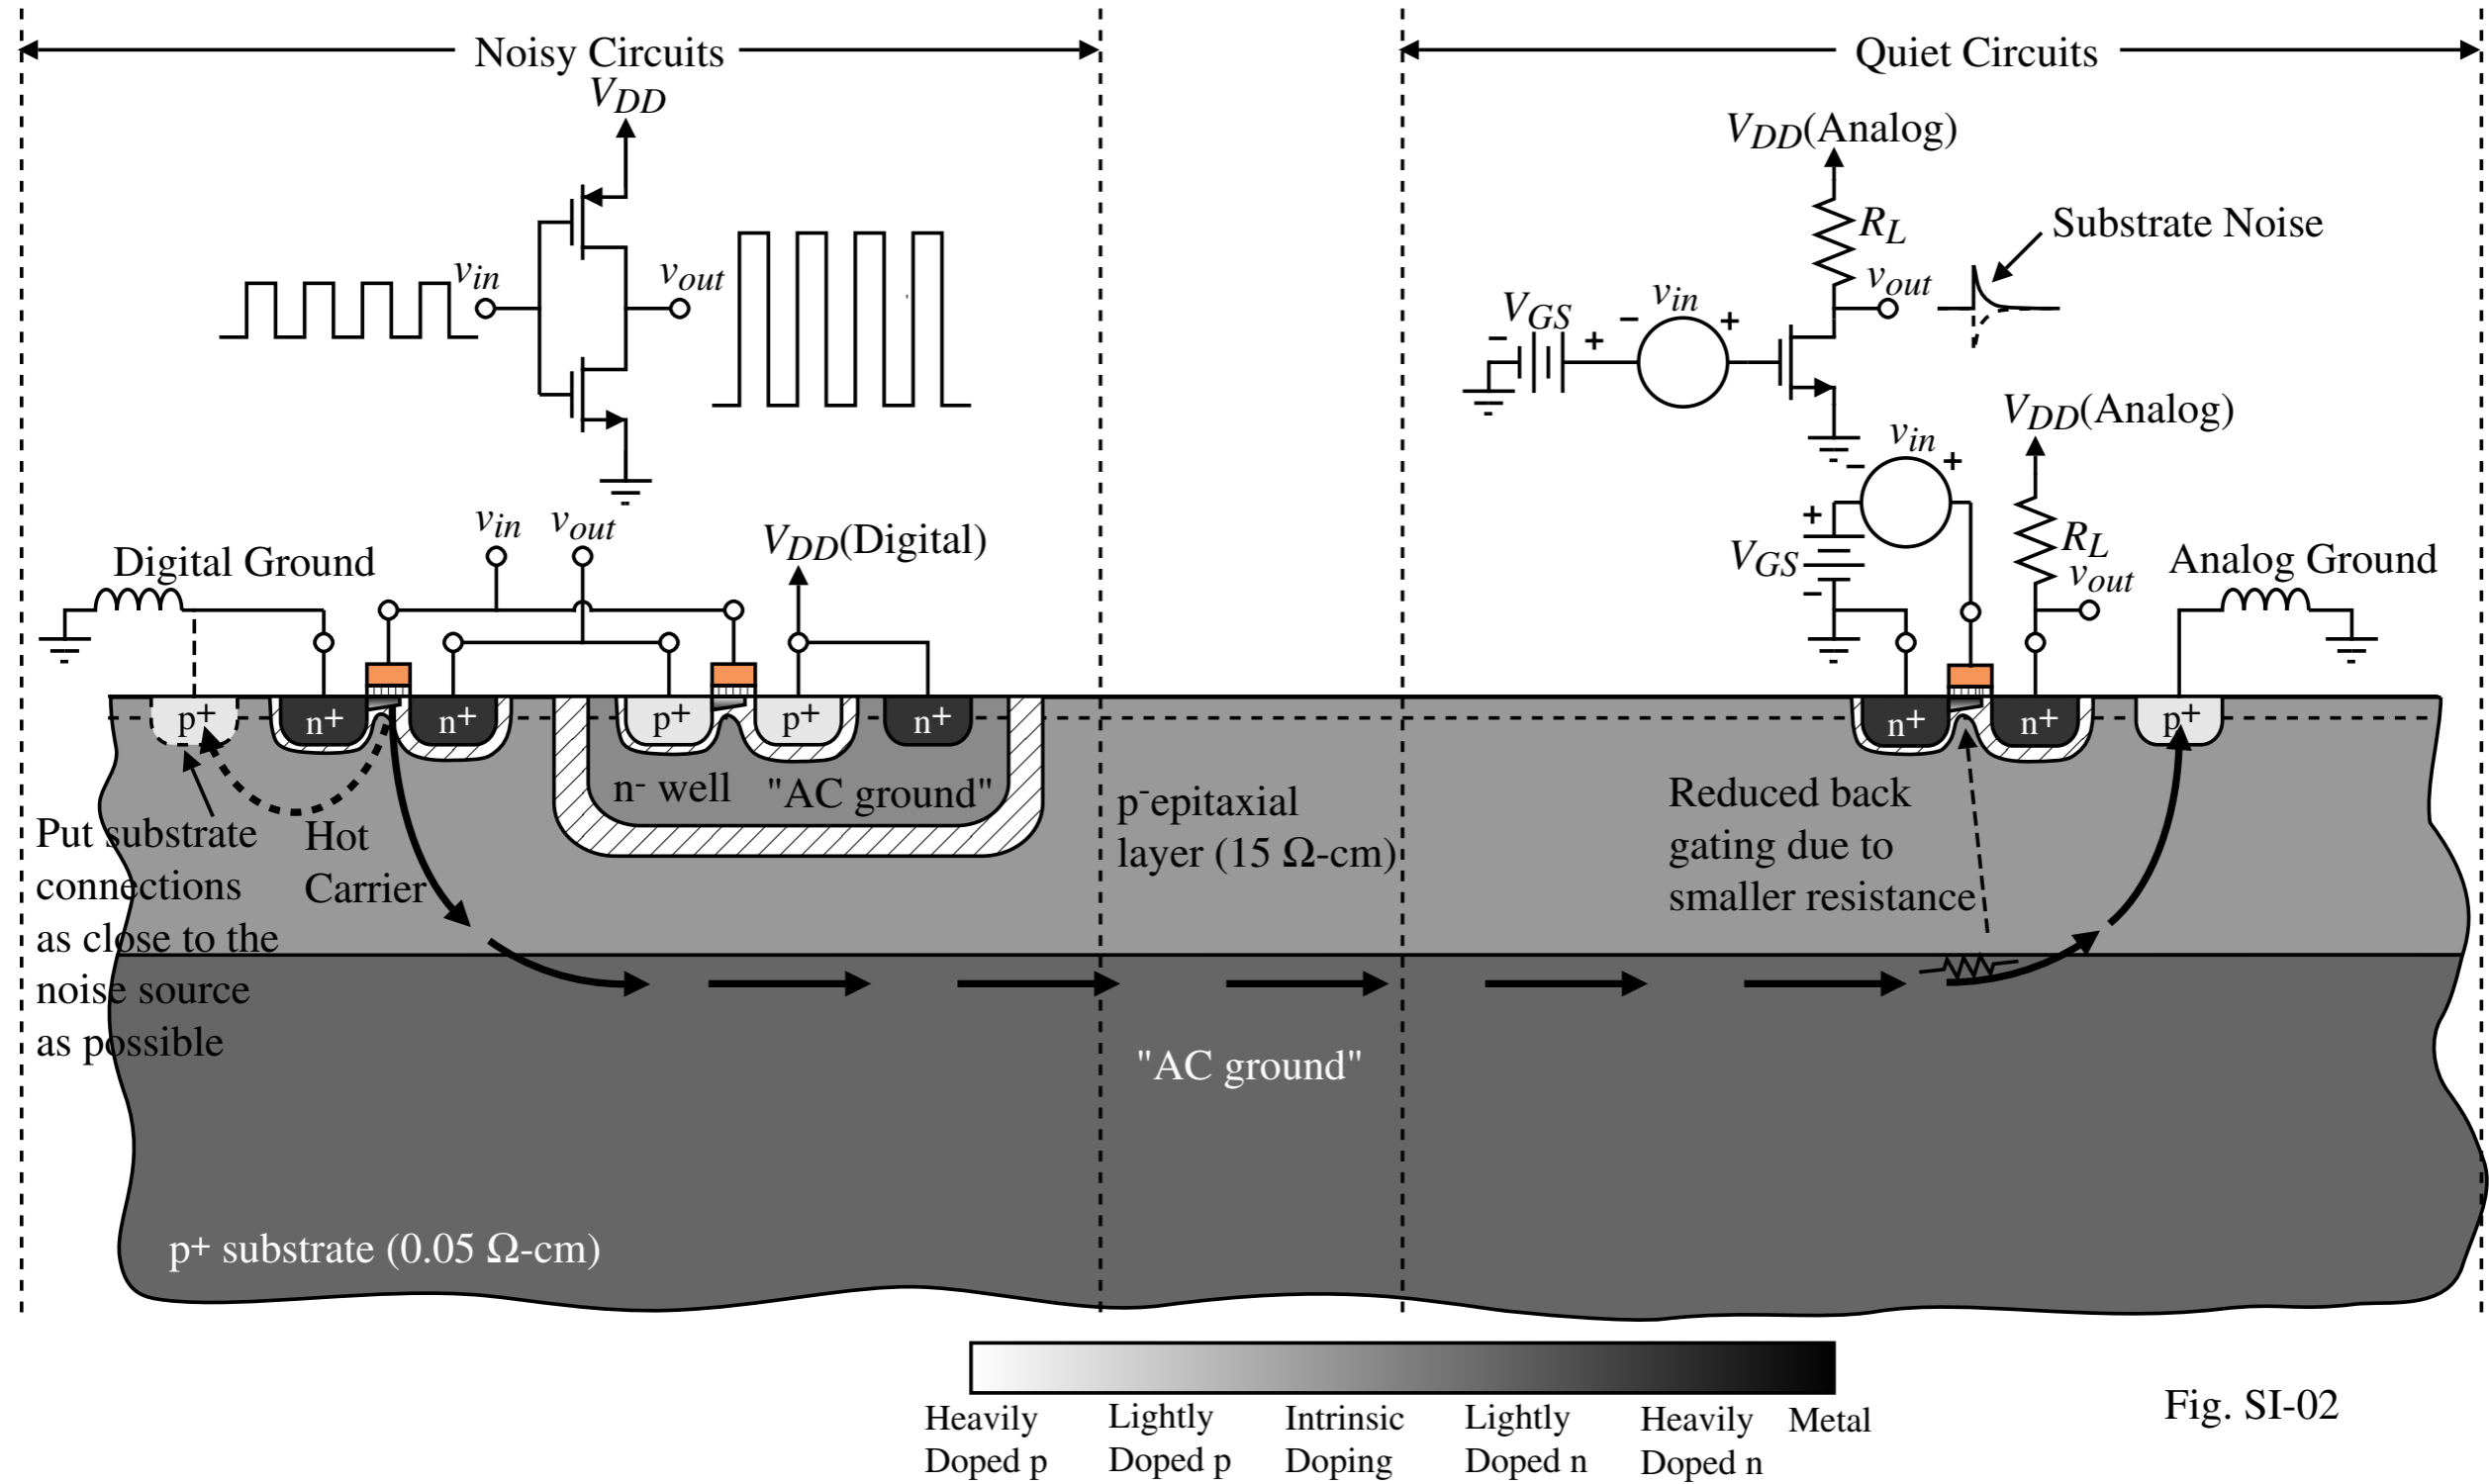 Noisy Circuits
Quiet Circuits
VDD
vin
vout
VDD(Analog)
RL
Substrate Noise
vout
VGS
vin
- + - +
VDD(Analog)
vin
- +
+
VGS
-
RL
vout
Analog Ground
Digital Ground
vin
vout
VDD(Digital)
p+
n+
n+
p+
p+
n+
n+
n+
p+
n- well
"AC ground"
Put substrate
connections
as close to the
noise source
as possible
Hot
Carrier
p-epitaxial
layer (15 Ω-cm)
Reduced back
gating due to
smaller resistance
"AC ground"
p+ substrate (0.05 Ω-cm)
Heavily
Doped p
Lightly
Doped p
Intrinsic
Doping
Lightly
Doped n
Heavily
Doped n
Metal
Fig. SI-02